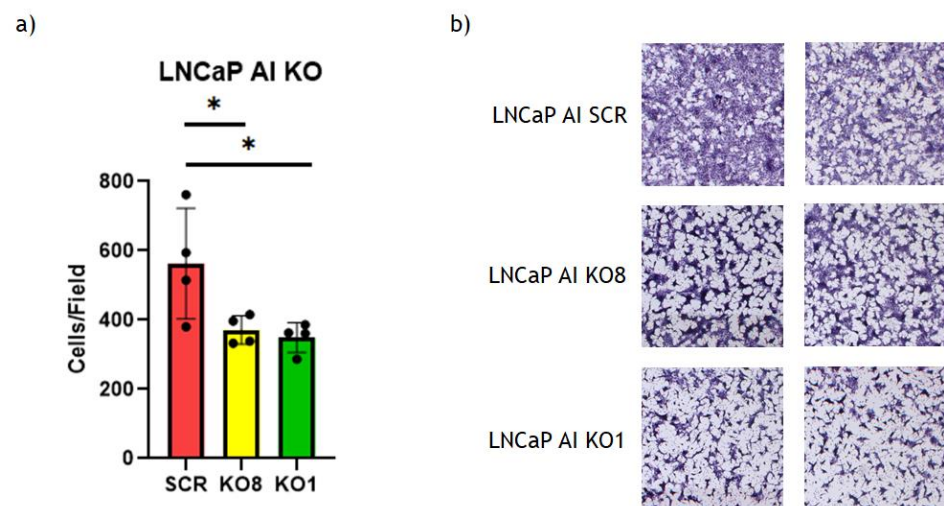 a)
LNCaP AI KO
*
*
Cells/Field
800
600
400
200
0
SCR KO8 KO1
b)
LNCaP AI SCR
LNCaP AI KO8
LNCaP AI KO1